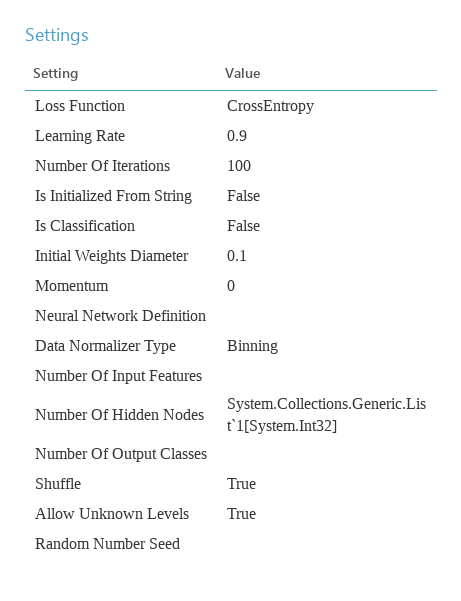 Settings
Setting Value
Loss Function CrossEntropy
Learning Rate 0.9
Number Of Iterations 100
Is Initialized From String False
Is Classification False
Initial Weights Diameter 0.1
Momentum 0
Neural Network Definition
Data Normalizer Type Binning
Number Of Input Features
Number Of Hidden Nodes System.Collections.Generic.Lis
t`1[System.Int32]
Number Of Output Classes
Shuffle True
Allow Unknown Levels True
Random Number Seed